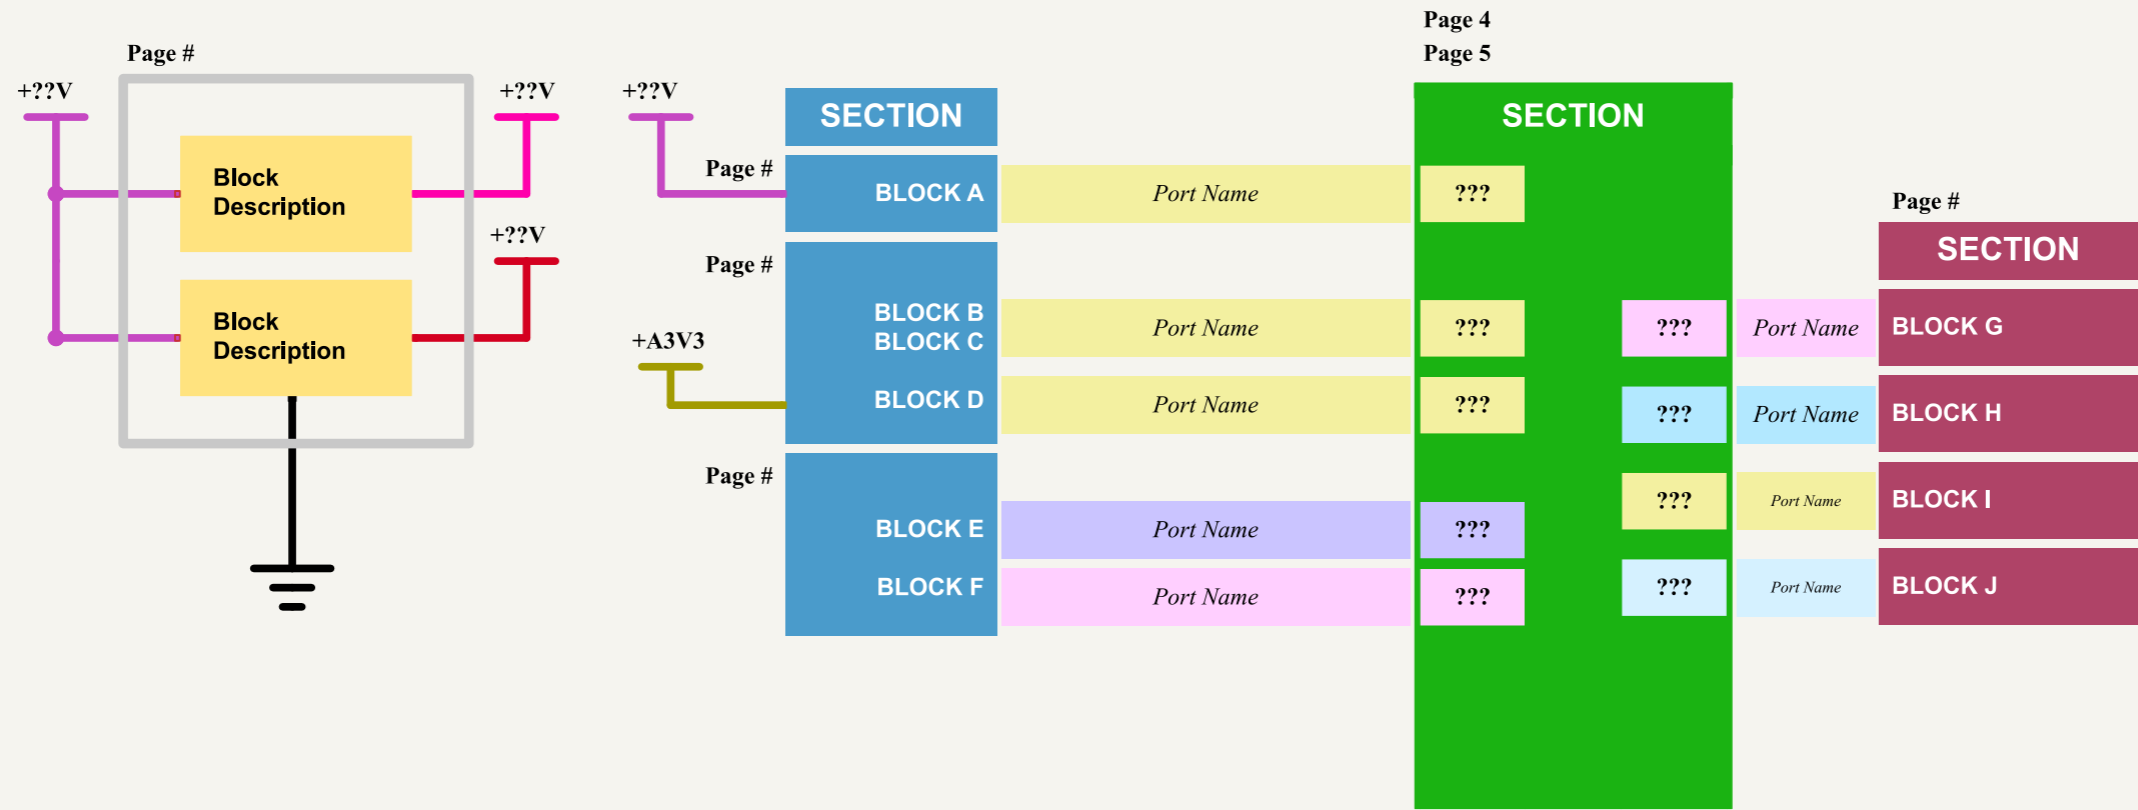 Page #
+??V
+??V
Block
Description
+??V
Block
Description
+??V
SECTION
Page #
BLOCK A
Port Name
???
Page #
BLOCK B
BLOCK C
Port Name
???
+A3V3
BLOCK D
Port Name
???
Page #
BLOCK E
Port Name
???
BLOCK F
Port Name
???
Page 4
Page 5
SECTION
Page #
SECTION
???
Port Name
BLOCK G
???
Port Name
BLOCK H
???
Port Name
BLOCK I
???
Port Name
BLOCK J